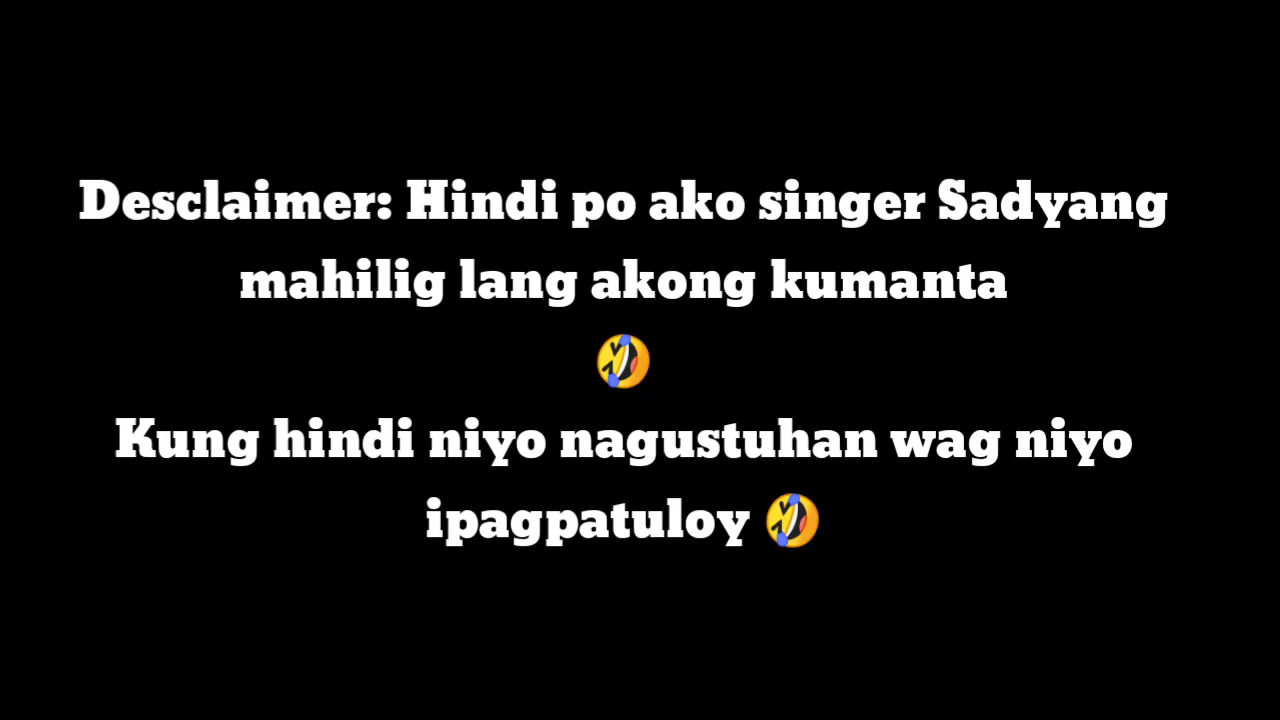 Desclaimer: Hindi po ako singer Sadyang
mahilig lang akong kumanta
🤣
Kung hindi niyo nagustuhan wag niyo
ipagpatuloy 🤣